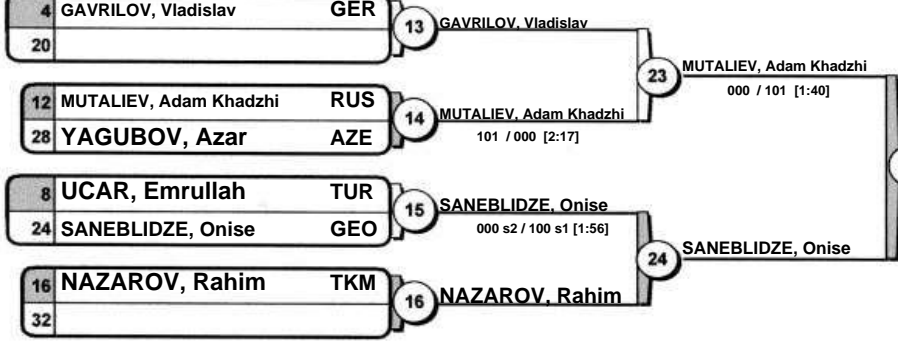 4 GAVRILOV, Vladislav GER
20
13
GAVRILOV, Vladislav
12 MUTALIEV, Adam Khadzhi RUS
28 YAGUBOV, Azar AZE
14
MUTALIEV, Adam Khadzhi
101 / 000 [2:17]
23
MUTALIEV, Adam Khadzhi
000 / 101 [1:40]
8 UCAR, Emrullah TUR
24 SANEBLIDZE, Onise GEO
15
SANEBLIDZE, Onise
000 s2 / 100 s1 [1:56]
16 NAZAROV, Rahim TKM
32
16
NAZAROV, Rahim
24
SANEBLIDZE, Onise